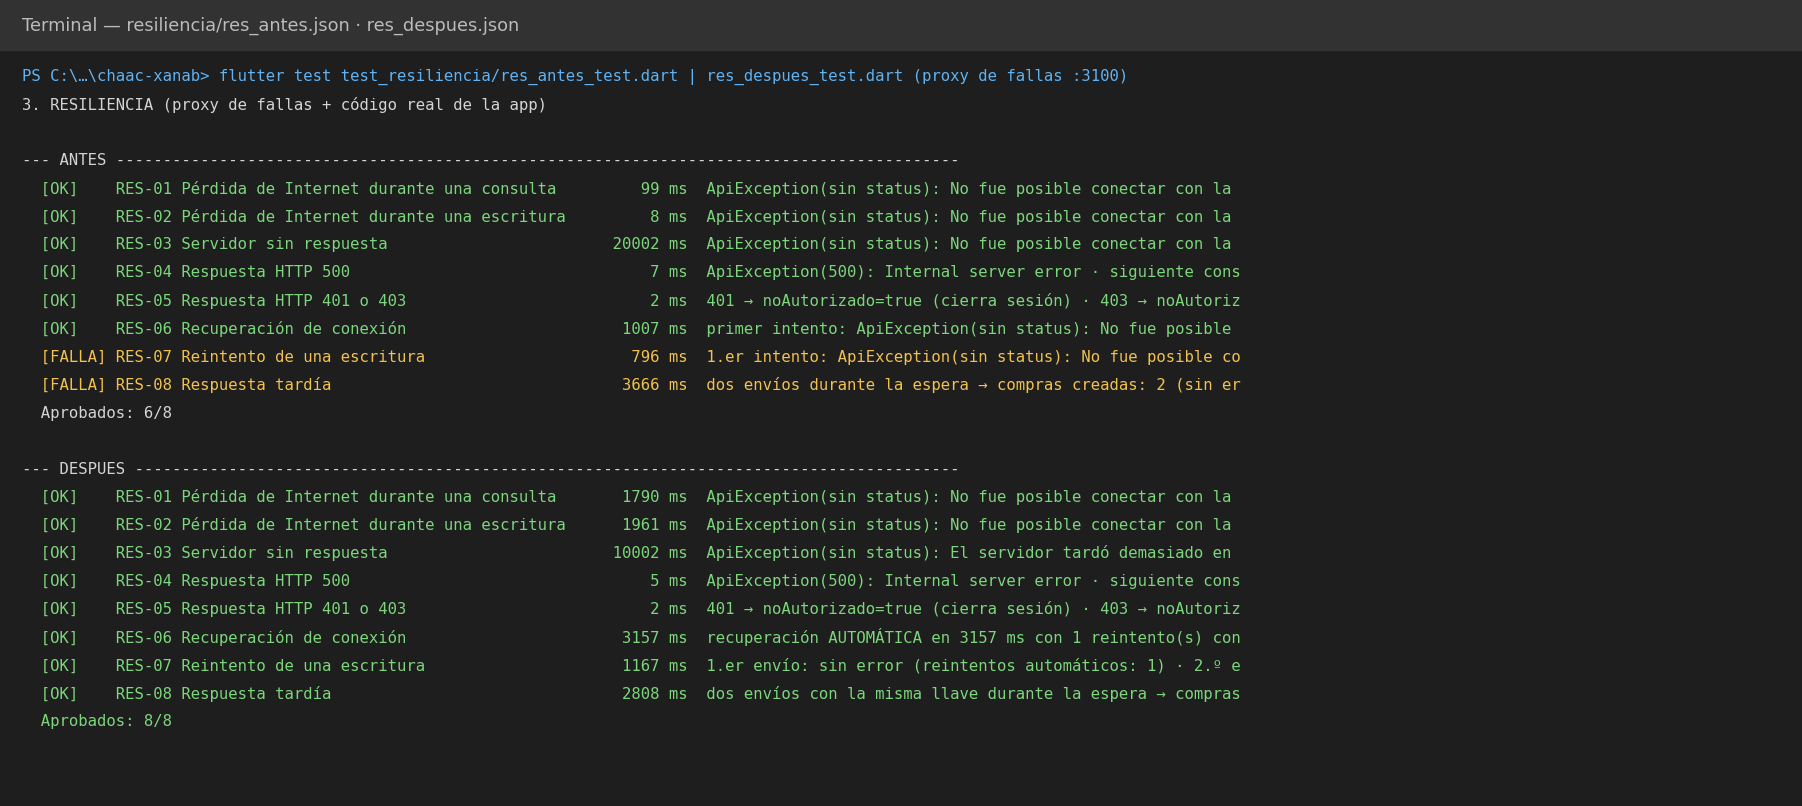 Terminal — resiliencia/res_antes.json · res_despues.json
PS C:\…\chaac-xanab> flutter test test_resiliencia/res_antes_test.dart | res_despues_test.dart (proxy de fallas :3100)
3. RESILIENCIA (proxy de fallas + código real de la app)
--- ANTES ------------------------------------------------------------------------------------------
[OK] RES-01 Pérdida de Internet durante una consulta 99 ms ApiException(sin status): No fue posible conectar con la
[OK] RES-02 Pérdida de Internet durante una escritura 8 ms ApiException(sin status): No fue posible conectar con la
[OK] RES-03 Servidor sin respuesta 20002 ms ApiException(sin status): No fue posible conectar con la
[OK] RES-04 Respuesta HTTP 500 7 ms ApiException(500): Internal server error · siguiente cons
[OK] RES-05 Respuesta HTTP 401 o 403 2 ms 401 → noAutorizado=true (cierra sesión) · 403 → noAutoriz
[OK] RES-06 Recuperación de conexión 1007 ms primer intento: ApiException(sin status): No fue posible
[FALLA] RES-07 Reintento de una escritura 796 ms 1.er intento: ApiException(sin status): No fue posible co
[FALLA] RES-08 Respuesta tardía 3666 ms dos envíos durante la espera → compras creadas: 2 (sin er
Aprobados: 6/8
--- DESPUES ----------------------------------------------------------------------------------------
[OK] RES-01 Pérdida de Internet durante una consulta 1790 ms ApiException(sin status): No fue posible conectar con la
[OK] RES-02 Pérdida de Internet durante una escritura 1961 ms ApiException(sin status): No fue posible conectar con la
[OK] RES-03 Servidor sin respuesta 10002 ms ApiException(sin status): El servidor tardó demasiado en
[OK] RES-04 Respuesta HTTP 500 5 ms ApiException(500): Internal server error · siguiente cons
[OK] RES-05 Respuesta HTTP 401 o 403 2 ms 401 → noAutorizado=true (cierra sesión) · 403 → noAutoriz
[OK] RES-06 Recuperación de conexión 3157 ms recuperación AUTOMÁTICA en 3157 ms con 1 reintento(s) con
[OK] RES-07 Reintento de una escritura 1167 ms 1.er envío: sin error (reintentos automáticos: 1) · 2.º e
[OK] RES-08 Respuesta tardía 2808 ms dos envíos con la misma llave durante la espera → compras
Aprobados: 8/8